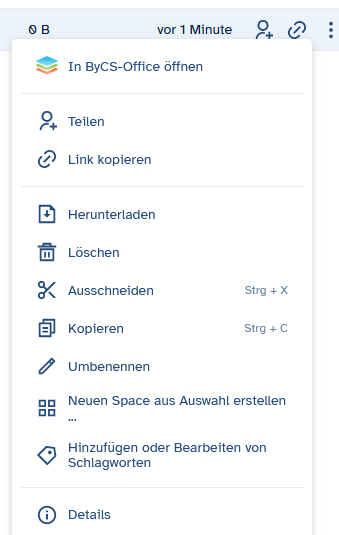 0 B vor 1 Minute
In ByCS-Office öffnen
Teilen
Link kopieren
Herunterladen
Löschen
Ausschneiden Strg + X
Kopieren Strg + C
Umbenennen
Neuen Space aus Auswahl erstellen
...
Hinzufügen oder Bearbeiten von
Schlagworten
Details